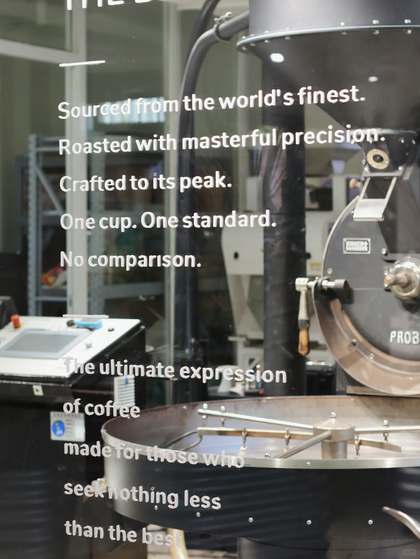 Sourced from the world's finest.
Roasted with masterful precision.
Crafted to its peak.
One cup. One standard.
No comparison.
The ultimate expression
of coffee
made for those who
seek nothing less
than the best
PROB